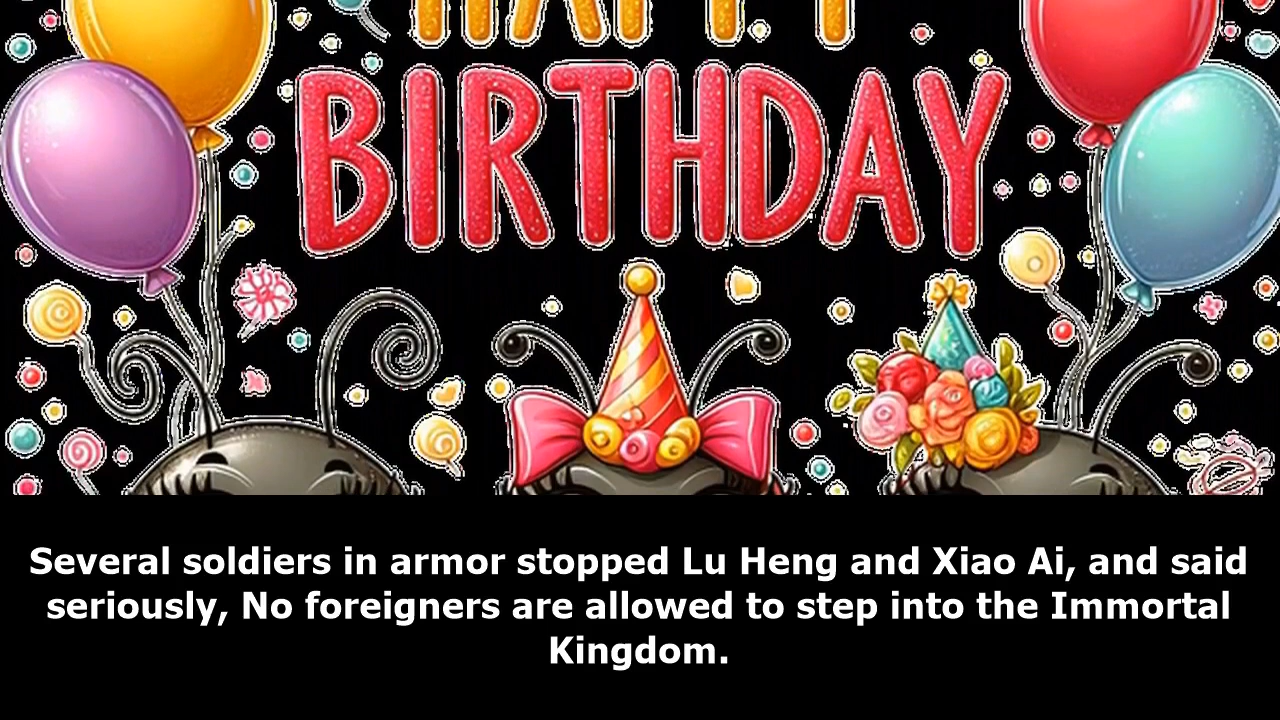 HAPPY
BIRTHDAY
Several soldiers in armor stopped Lu Heng and Xiao Ai, and said
seriously, No foreigners are allowed to step into the Immortal
Kingdom.